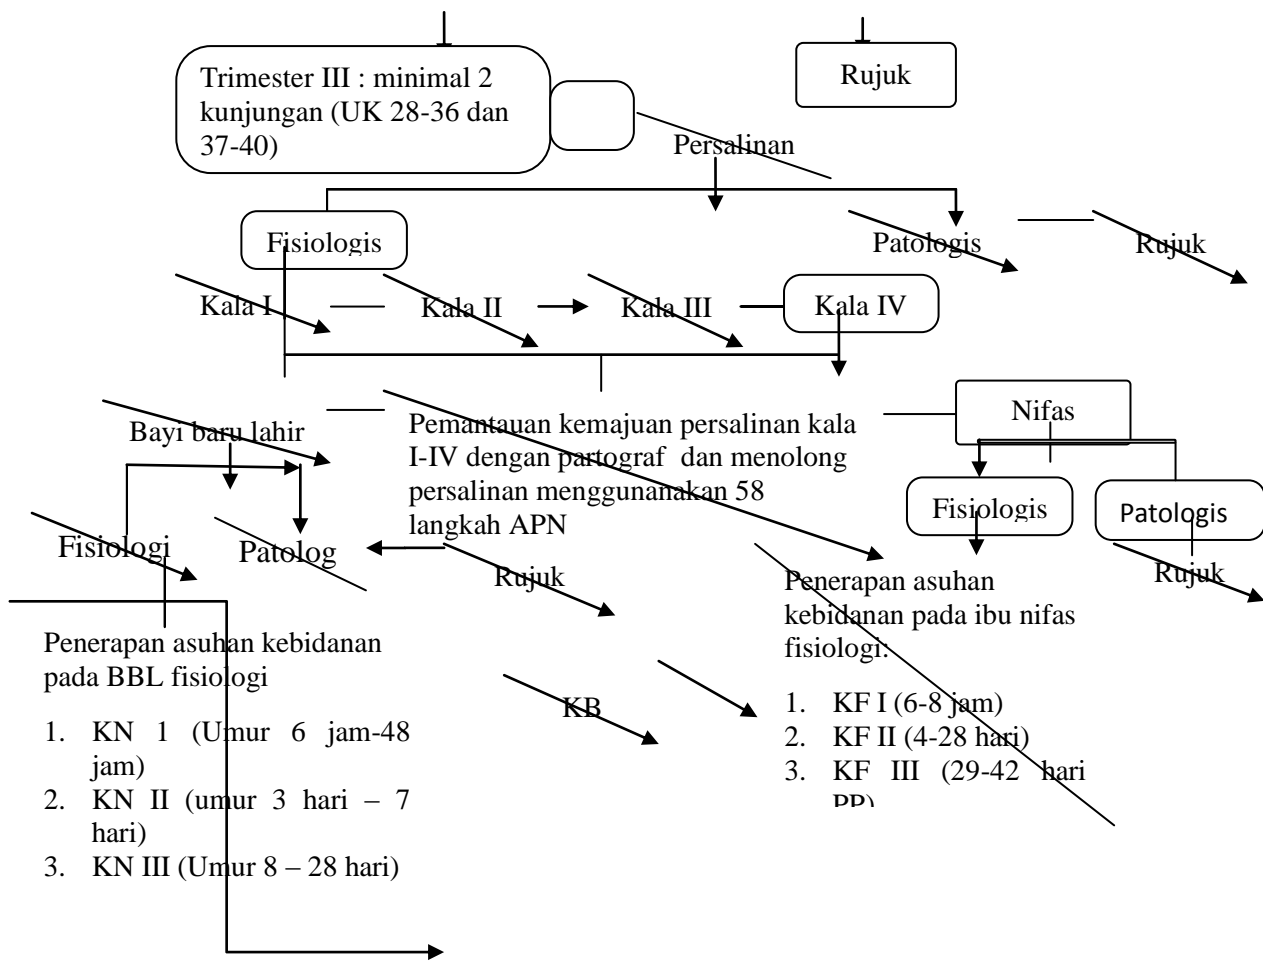 Trimester III : minimal 2
kunjungan (UK 28-36 dan
37-40)
Rujuk
Persalinan
Fisiologis
Patologis
Rujuk
Kala I
Kala II
Kala III
Kala IV
Bayi baru lahir
Pemantauan kemajuan persalinan kala
I-IV dengan partograf dan menolong
persalinan menggunanakan 58
langkah APN
Nifas
Fisiologis
Patologis
Fisiologi
Patolog
Rujuk
Rujuk
Penerapan asuhan
kebidanan pada ibu nifas
fisiologi:
1. KF I (6-8 jam)
2. KF II (4-28 hari)
3. KF III (29-42 hari
PP)
KB
Penerapan asuhan kebidanan
pada BBL fisiologi
1. KN 1 (Umur 6 jam-48
jam)
2. KN II (umur 3 hari – 7
hari)
3. KN III (Umur 8 – 28 hari)